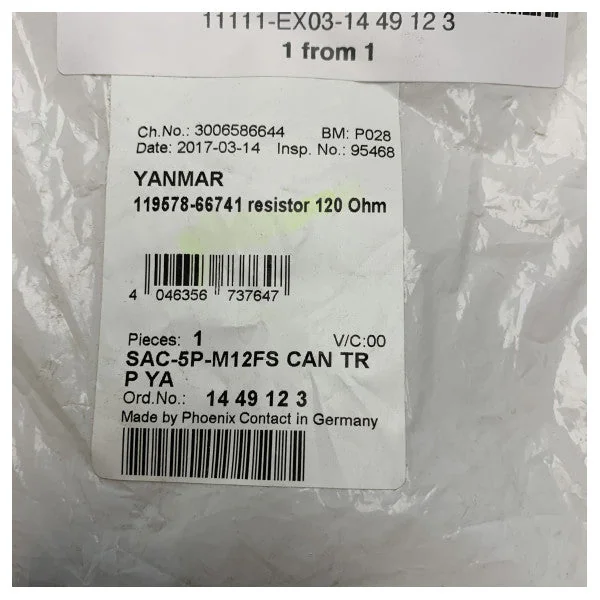 11111-EX03-14 49 12 3
1 from 1
Ch.No.: 3006586644 BM: P028
Date: 2017-03-14 Insp. No.: 95468
YANMAR
119578-66741 resistor 120 Ohm
4 046356 737647
Pieces: 1 V/C:00
SAC-5P-M12FS CAN TR
P YA
Ord.No.: 14 49 12 3
Made by Phoenix Contact in Germany